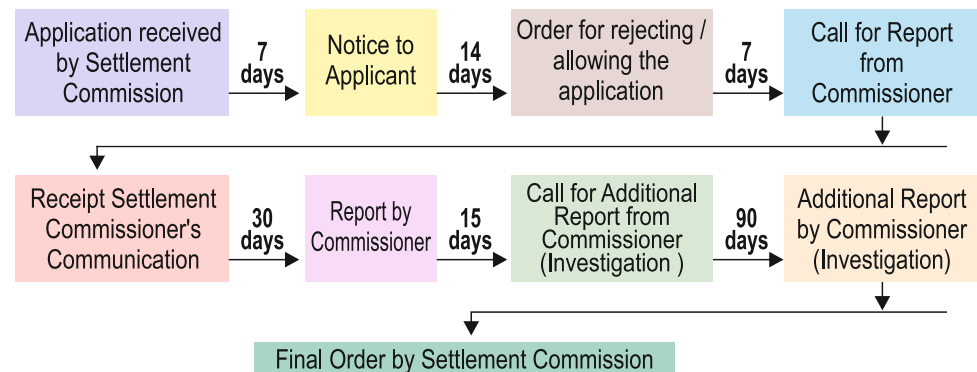 Application received
by Settlement
Commission
7
days
Notice to
Applicant
14
days
Order for rejecting /
allowing the
application
7
days
Call for Report
from
Commissioner
Receipt Settlement
Commissioner's
Communication
30
days
Report by
Commissioner
15
days
Call for Additional
Report from
Commissioner
(Investigation )
90
days
Additional Report
by Commissioner
(Investigation)
Final Order by Settlement Commission